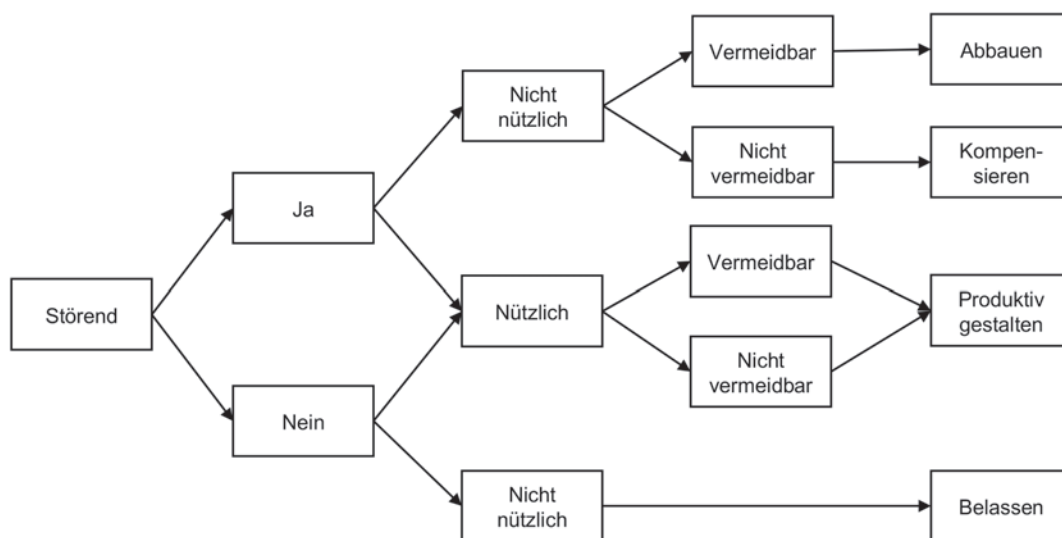 Störend
Ja
Nein
Nicht
nützlich
Nützlich
Nicht
nützlich
Vermeidbar
Nicht
vermeidbar
Vermeidbar
Nicht
vermeidbar
Abbauen
Kompen-
sieren
Produktiv
gestalten
Belassen